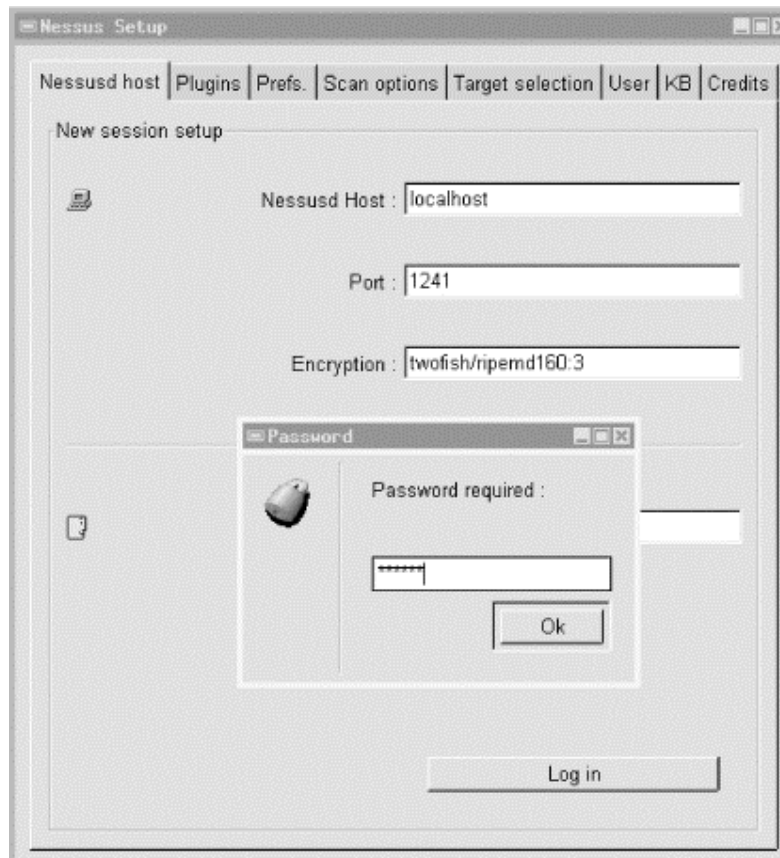 Nessus Setup
Nessusd host Plugins Prefs. Scan options Target selection User KB Credits
New session setup
Nessusd Host : localhost
Port : 1241
Encryption : twofish/ripemd160:3
Password
Password required :
******
Ok
Log in